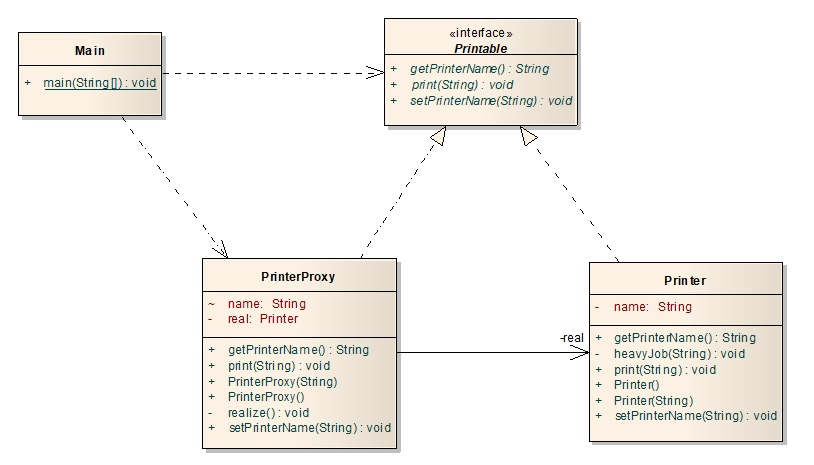 Main
+ main(String[]) : void
«interface»
Printable
+ getPrinterName() : String
+ print(String) : void
+ setPrinterName(String) : void
PrinterProxy
~ name: String
- real: Printer
+ getPrinterName() : String
+ print(String) : void
+ PrinterProxy(String)
+ PrinterProxy()
- realize() : void
+ setPrinterName(String) : void
-real
Printer
- name: String
+ getPrinterName() : String
- heavyJob(String) : void
+ print(String) : void
+ Printer()
+ Printer(String)
+ setPrinterName(String) : void